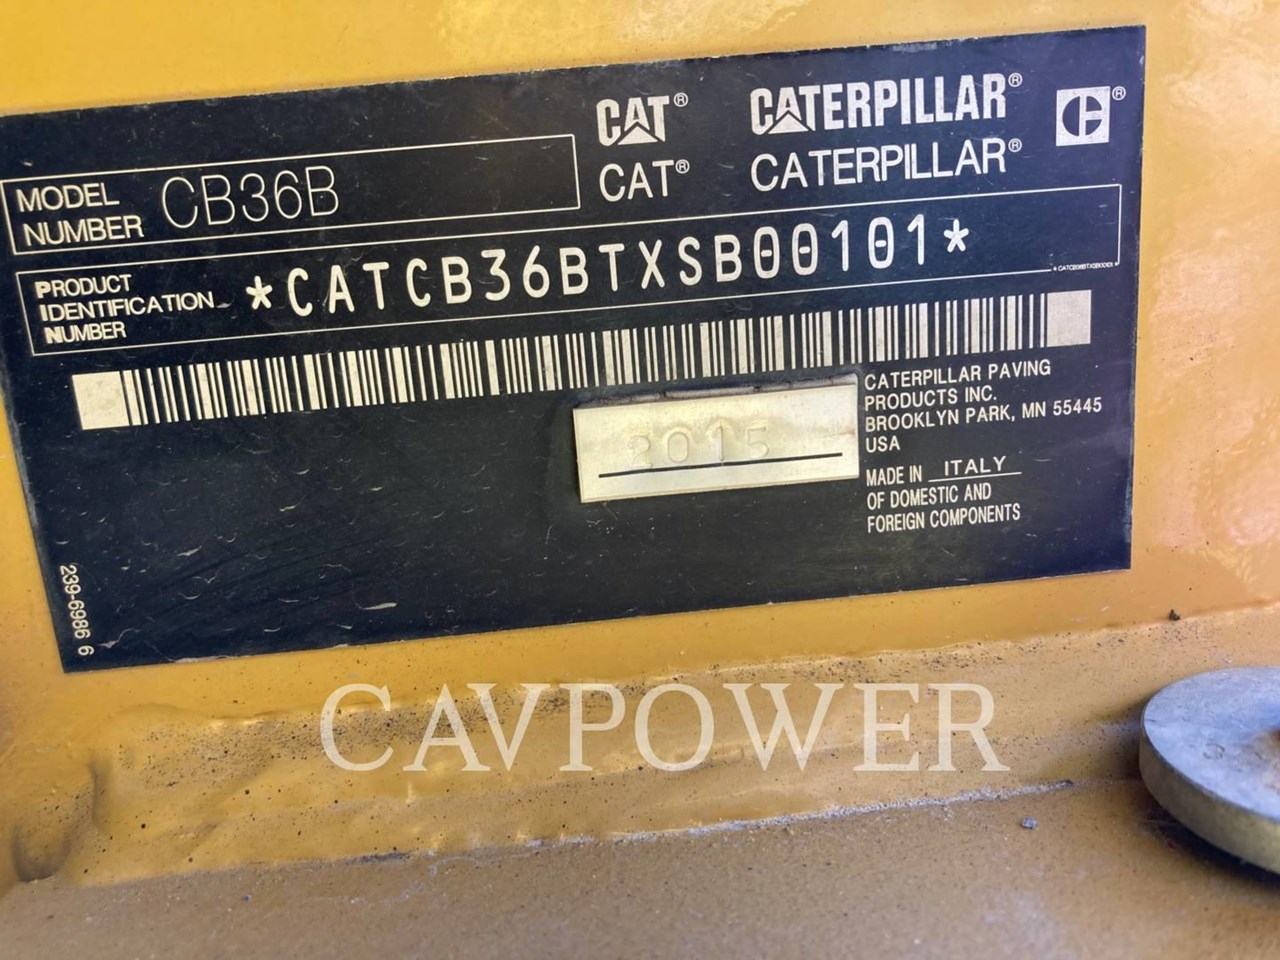 CAT® CATERPILLAR®
CAT® CATERPILLAR®
MODEL
NUMBER CB36B
PRODUCT
IDENTIFICATION
NUMBER
*CATCB36BTXSB00101*
2015
CATERPILLAR PAVING
PRODUCTS INC.
BROOKLYN PARK, MN 55445
USA
MADE IN ITALY
OF DOMESTIC AND
FOREIGN COMPONENTS
239-6986 6
CAVPOWER